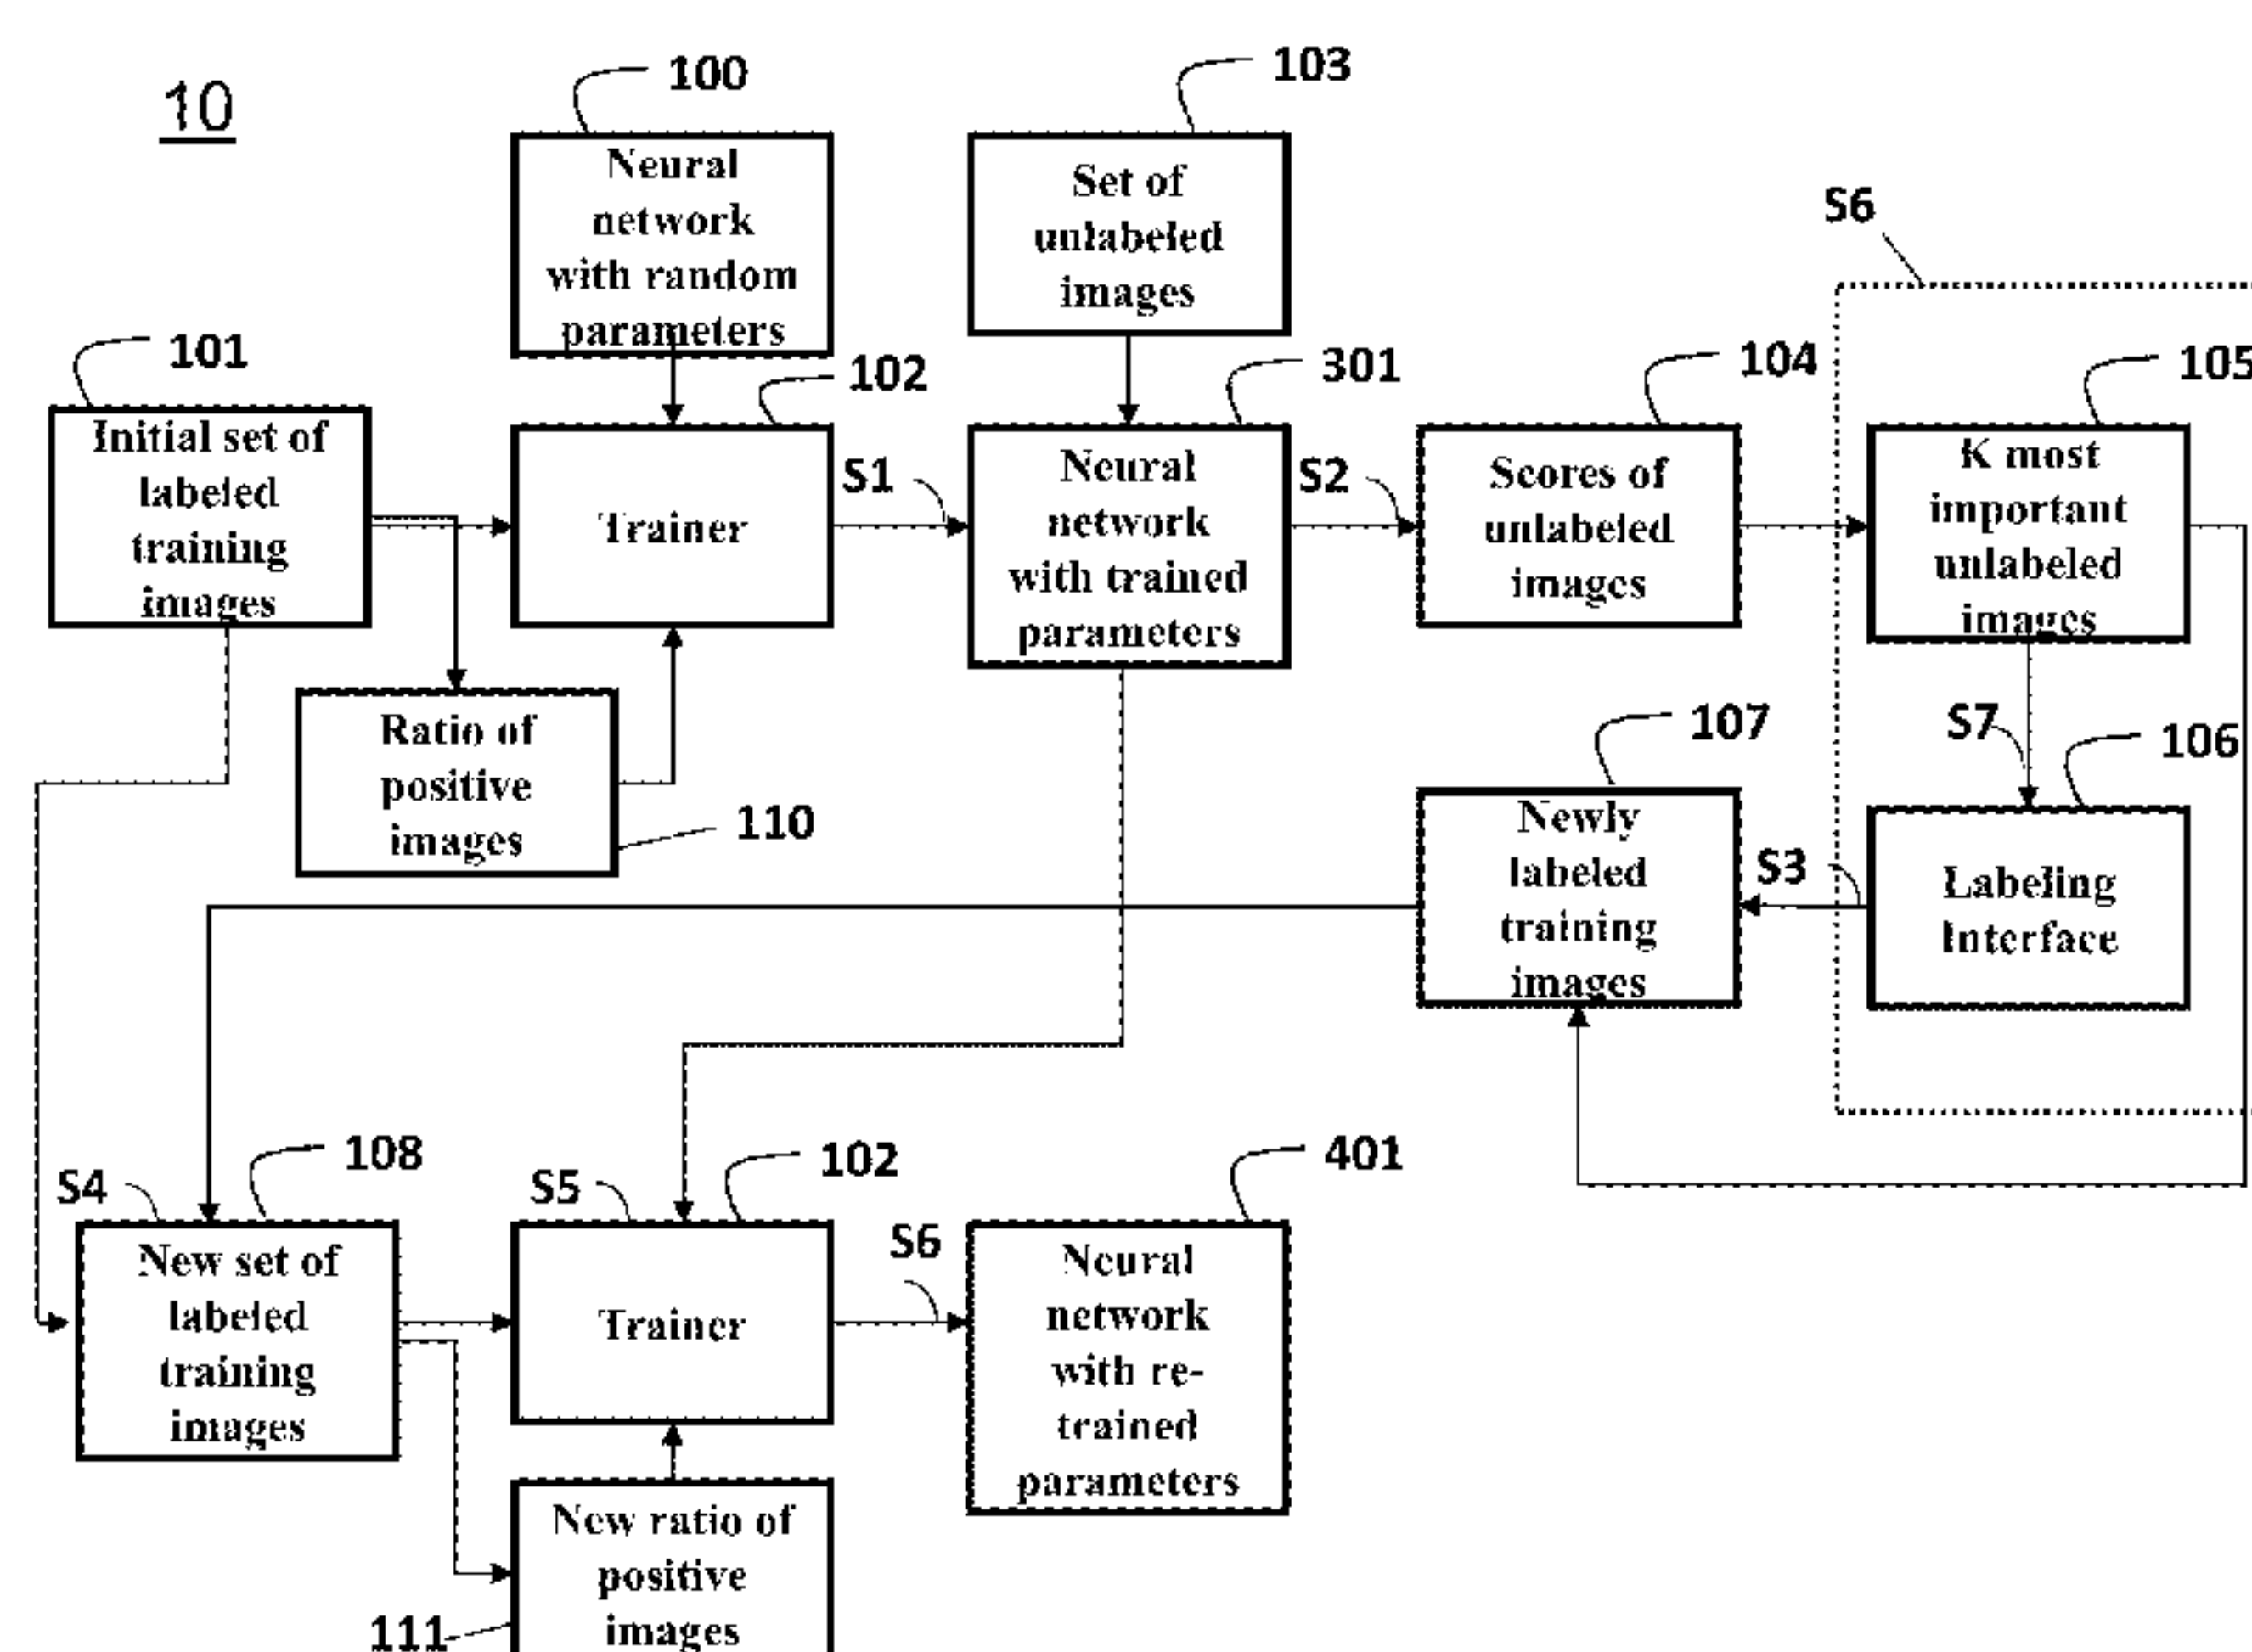 10
100
103
Neural
network
with random
parameters
Set of
unlabeled
images
S6
101
102
301
104
105
Initial set of
labeled
training
images
Trainer
S1
Neural
network
with trained
parameters
S2
Scores of
unlabeled
images
K most
important
unlabeled
images
Ratio of
positive
images
110
107
S7
106
Newly
labeled
training
images
S3
Labeling
Interface
S4
108
S5
102
S6
401
New set of
labeled
training
images
Trainer
Neural
network
with re-
trained
parameters
New ratio of
positive
images
111